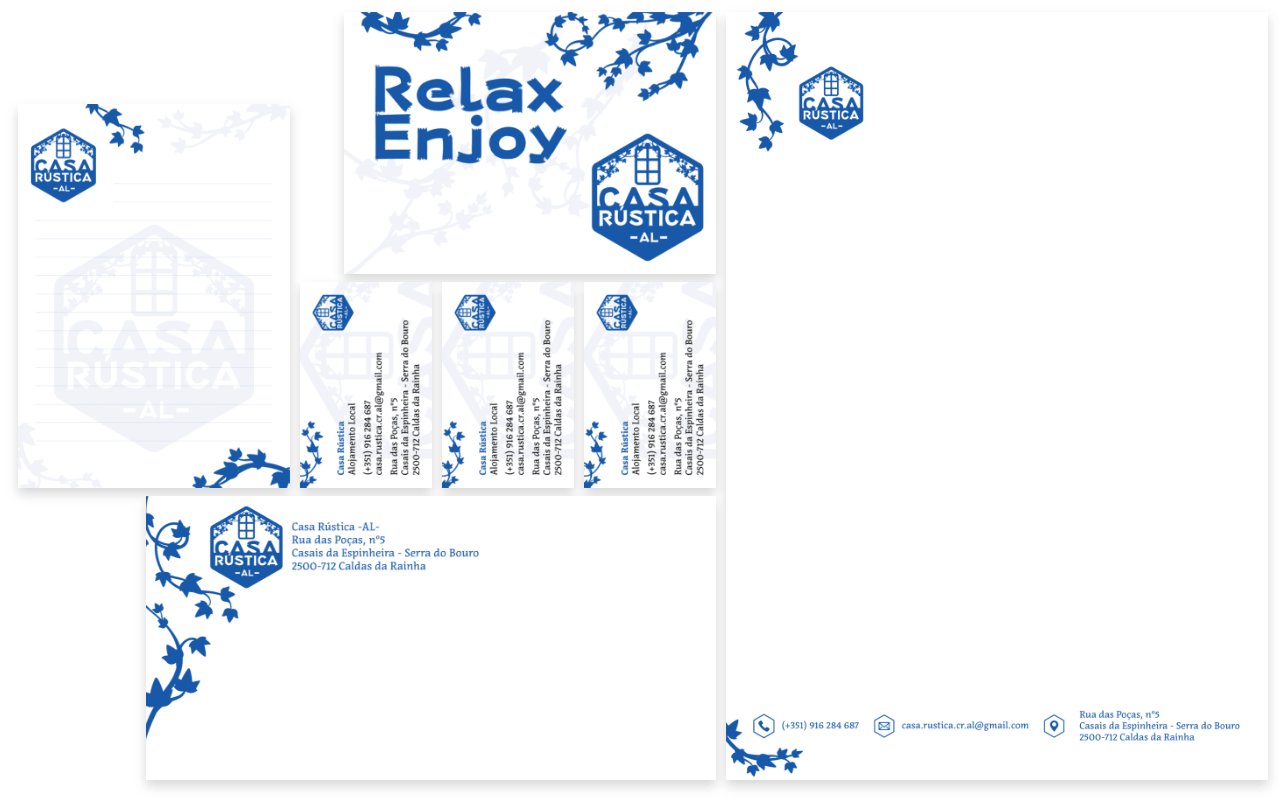 CASA
RÚSTICA
-AL-
CASA
RÚSTICA
-AL-
Relax
Enjoy
CASA
RÚSTICA
-AL-
CASA
RÚSTICA
-AL-
Casa Rústica
Alojamento Local
(+351) 916 284 687
casa.rustica.cr.al@gmail.com
Rua das Poças, nº5
Casais da Espinheira - Serra do Bouro
2500-712 Caldas da Rainha
CASA
RÚSTICA
-AL-
Casa Rústica
Alojamento Local
(+351) 916 284 687
casa.rustica.cr.al@gmail.com
Rua das Poças, nº5
Casais da Espinheira - Serra do Bouro
2500-712 Caldas da Rainha
CASA
RÚSTICA
-AL-
Casa Rústica
Alojamento Local
(+351) 916 284 687
casa.rustica.cr.al@gmail.com
Rua das Poças, nº5
Casais da Espinheira - Serra do Bouro
2500-712 Caldas da Rainha
CASA
RÚSTICA
-AL-
Casa Rústica -AL-
Rua das Poças, nº5
Casais da Espinheira - Serra do Bouro
2500-712 Caldas da Rainha
CASA
RÚSTICA
-AL-
(+351) 916 284 687
casa.rustica.cr.al@gmail.com
Rua das Poças, nº5
Casais da Espinheira - Serra do Bouro
2500-712 Caldas da Rainha